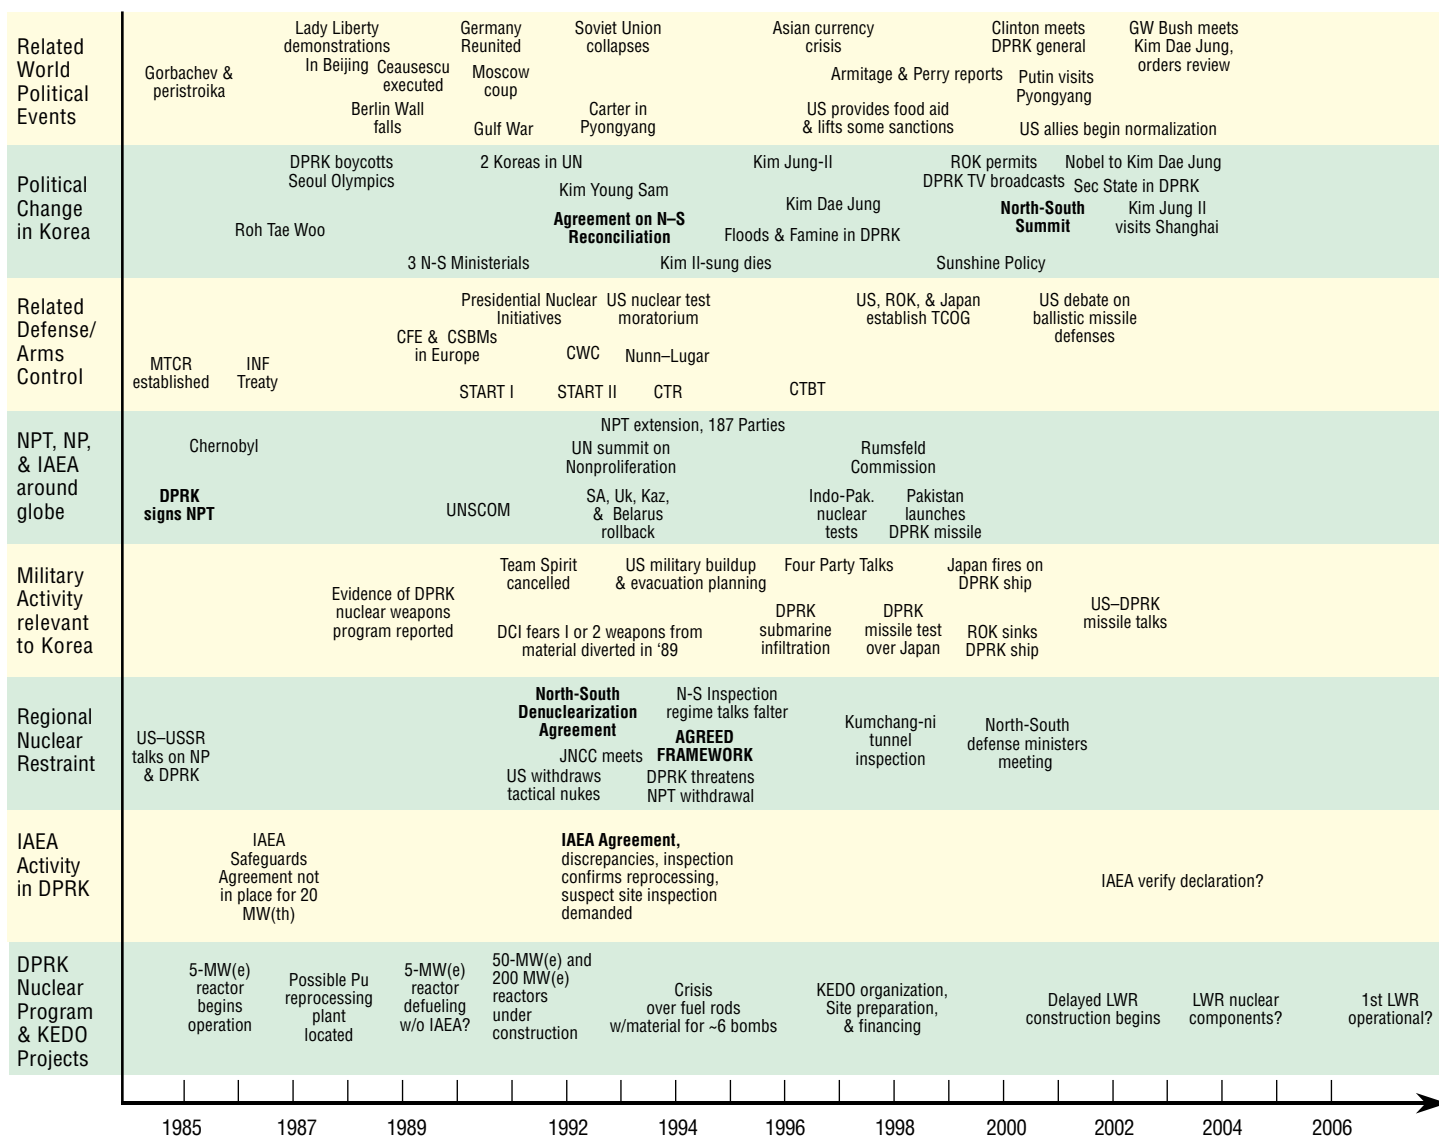 Related
World
Political
Events
Gorbachev &
peristroika
Lady Liberty
demonstrations
In Beijing
Ceausescu
executed
Berlin Wall
falls
Germany
Reunited
Moscow
coup
Gulf War
Soviet Union
collapses
Carter in
Pyongyang
Asian currency
crisis
Armitage & Perry reports
US provides food aid
& lifts some sanctions
Clinton meets
DPRK general
Putin visits
Pyongyang
GW Bush meets
Kim Dae Jung,
orders review
US allies begin normalization
Political
Change
in Korea
DPRK boycotts
Seoul Olympics
Roh Tae Woo
2 Koreas in UN
Kim Young Sam
Agreement on N–S
Reconciliation
3 N-S Ministerials
Kim Il-sung dies
Kim Jung-II
Kim Dae Jung
Floods & Famine in DPRK
ROK permits
DPRK TV broadcasts
Nobel to Kim Dae Jung
Sec State in DPRK
North-South
Summit
Kim Jung II
visits Shanghai
Sunshine Policy
Related
Defense/
Arms
Control
MTCR
established
INF
Treaty
Presidential Nuclear
Initiatives
US nuclear test
moratorium
CFE & CSBMs
in Europe
CWC
Nunn–Lugar
START I
START II
CTR
CTBT
US, ROK, & Japan
establish TCOG
US debate on
ballistic missile
defenses
NPT, NP,
& IAEA
around
globe
Chernobyl
DPRK
signs NPT
NPT extension, 187 Parties
UN summit on
Nonproliferation
UNSCOM
SA, Uk, Kaz,
& Belarus
rollback
Rumsfeld
Commission
Indo-Pak.
nuclear
tests
Pakistan
launches
DPRK missile
Military
Activity
relevant
to Korea
Evidence of DPRK
nuclear weapons
program reported
Team Spirit
cancelled
US military buildup
& evacuation planning
DCI fears I or 2 weapons from
material diverted in ‘89
Four Party Talks
DPRK
submarine
infiltration
DPRK
missile test
over Japan
Japan fires on
DPRK ship
ROK sinks
DPRK ship
US–DPRK
missile talks
Regional
Nuclear
Restraint
US–USSR
talks on NP
& DPRK
North-South
Denuclearization
Agreement
JNCC meets
US withdraws
tactical nukes
N-S Inspection
regime talks falter
AGREED
FRAMEWORK
DPRK threatens
NPT withdrawal
Kumchang-ni
tunnel
inspection
North-South
defense ministers
meeting
IAEA
Activity
in DPRK
IAEA
Safeguards
Agreement not
in place for 20
MW(th)
IAEA Agreement,
discrepancies, inspection
confirms reprocessing,
suspect site inspection
demanded
IAEA verify declaration?
DPRK
Nuclear
Program
& KEDO
Projects
5-MW(e)
reactor
begins
operation
Possible Pu
reprocessing
plant
located
5-MW(e)
reactor
defueling
w/o IAEA?
50-MW(e) and
200 MW(e)
reactors
under
construction
Crisis
over fuel rods
w/material for ~6 bombs
KEDO organization,
Site preparation,
& financing
Delayed LWR
construction begins
LWR nuclear
components?
1st LWR
operational?
1985 1987 1989 1992 1994 1996 1998 2000 2002 2004 2006